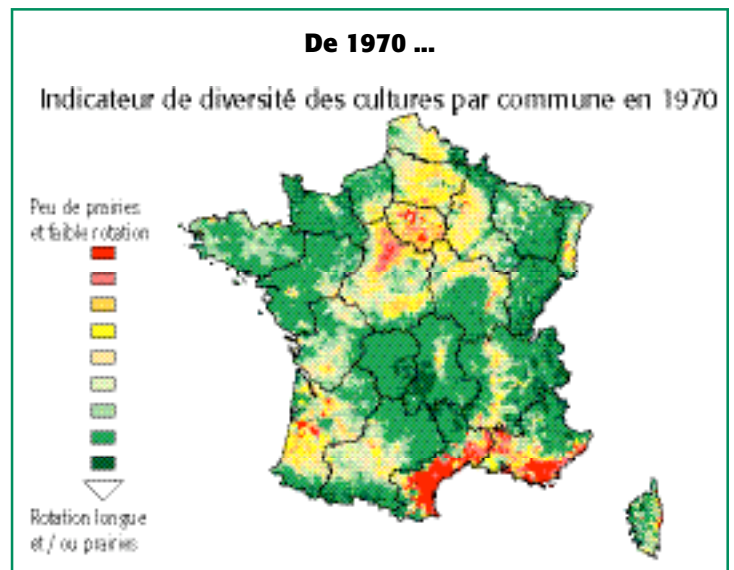 De 1970 ...
Indicateur de diversité des cultures par commune en 1970
Peu de prairies
et faible rotation
Rotation longue
et / ou prairies